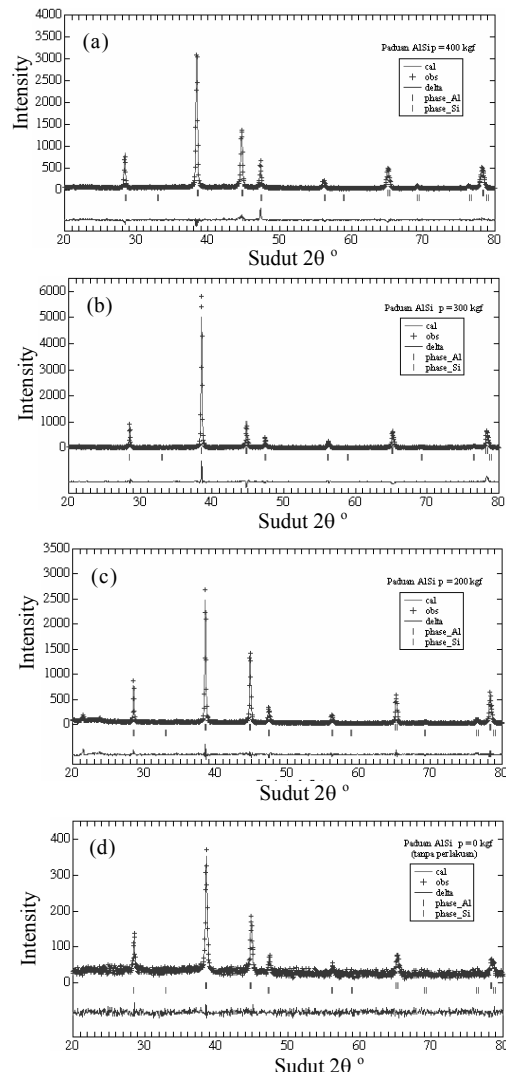 (a)
Paduan AlSi p = 400 kgf
cal
obs
delta
phase_Al
phase_Si
Intensity
4000
3500
3000
2500
2000
1500
1000
500
0
20 30 40 50 60 70 80
Sudut 2θ °
(b)
Paduan AlSi p = 300 kgf
cal
obs
delta
phase_Al
phase_Si
Intensity
6000
5000
4000
3000
2000
1000
0
20 30 40 50 60 70 80
Sudut 2θ °
(c)
Paduan AlSi p = 200 kgf
cal
obs
delta
phase_Al
phase_Si
Intensity
3500
3000
2500
2000
1500
1000
500
0
20 30 40 50 60 70 80
Sudut 2θ °
(d)
Paduan AlSi p=0 kgf
(tanpa perlakuan)
cal
obs
delta
phase_Al
phase_Si
Intensity
400
300
200
100
0
20 30 40 50 60 70 80
Sudut 2θ °